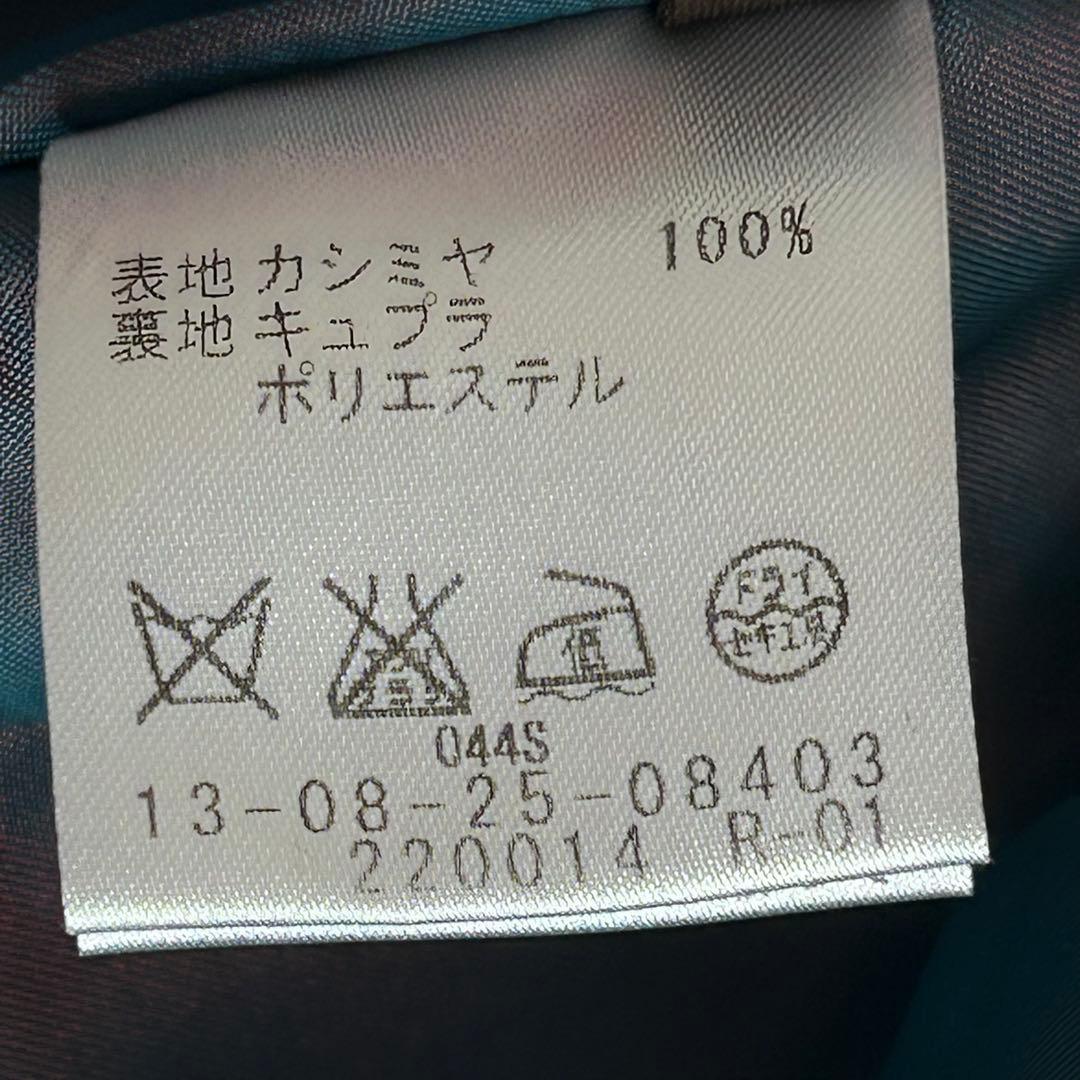 表地 カシミヤ 100%
裏地 キュプラ
ポリエステル
低
ドライ
セキユ系
044S
13-08-25-08403
220014 R-01